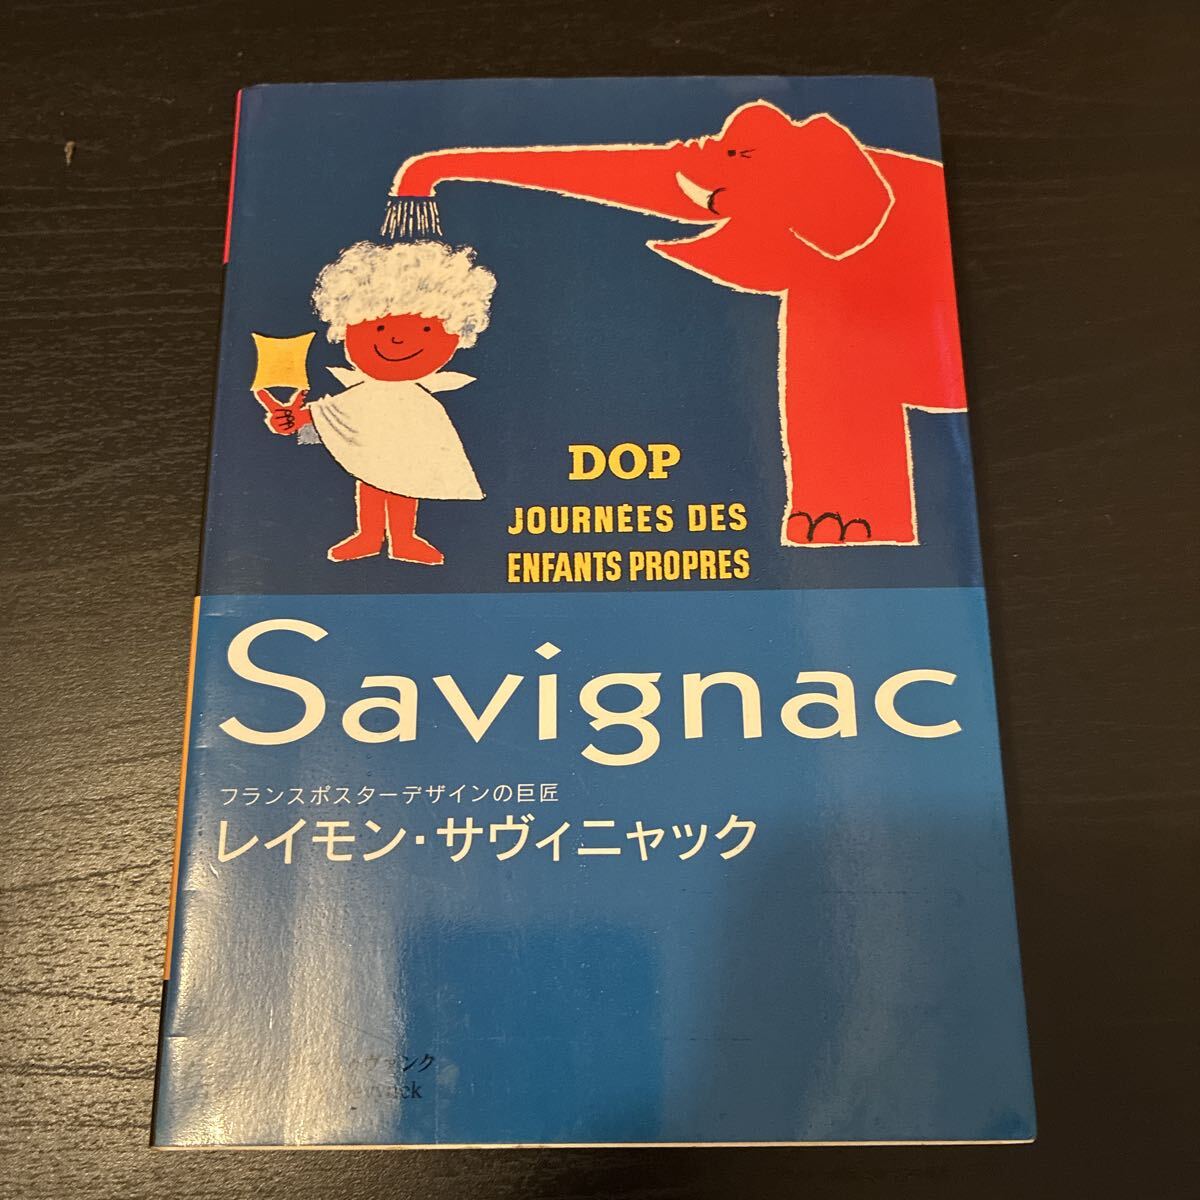 DOP
JOURNÉES DES
ENFANTS PROPRES
Savignac
フランスポスターデザインの巨匠
レイモン・サヴィニャック